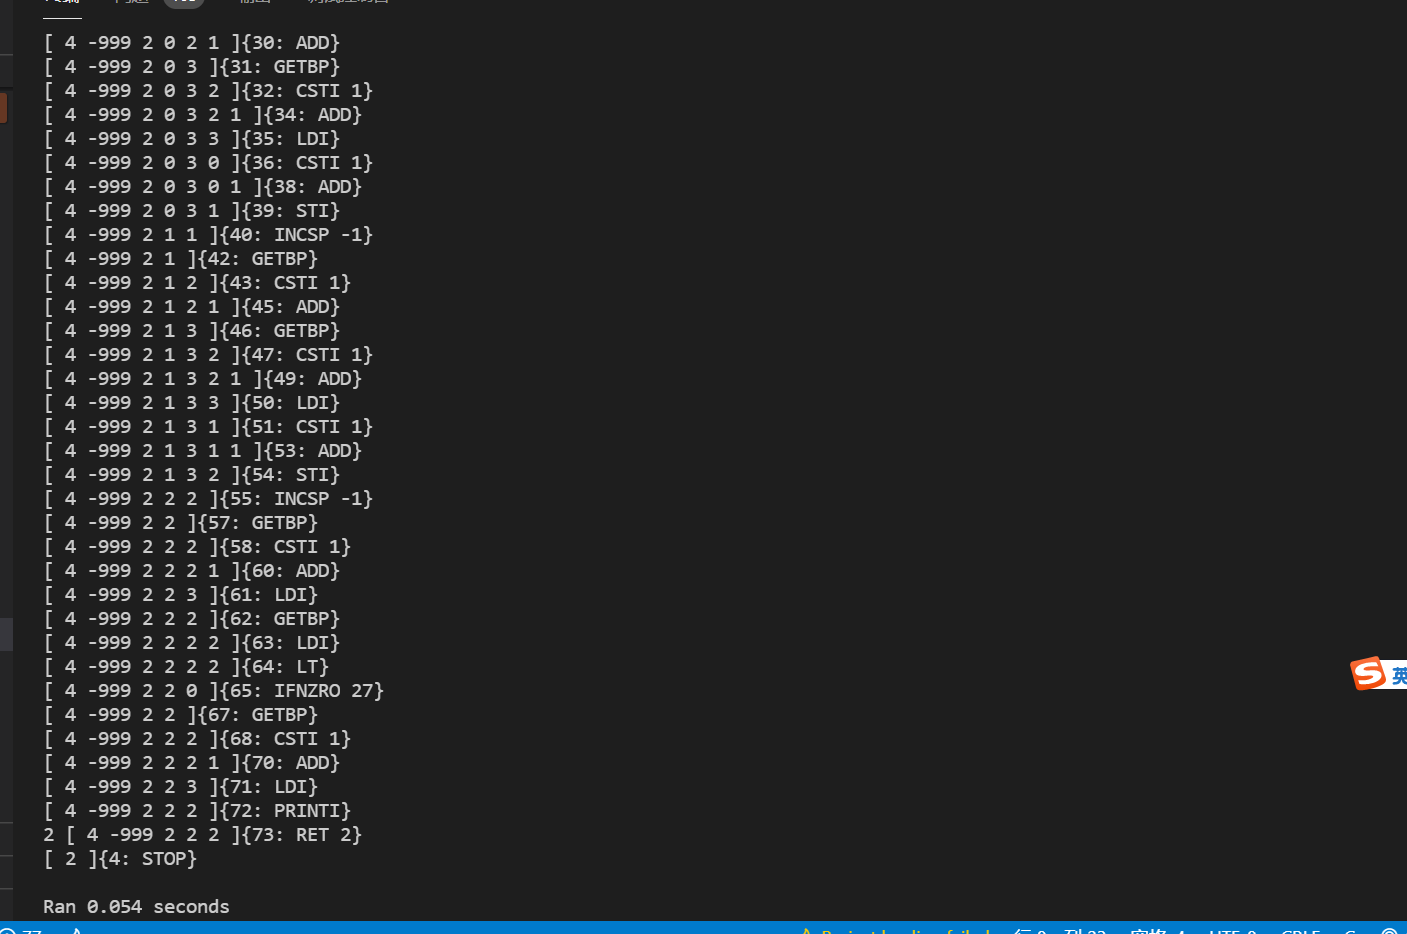 [ 4 -999 2 0 2 1 ]{30: ADD}
[ 4 -999 2 0 3 ]{31: GETBP}
[ 4 -999 2 0 3 2 ]{32: CSTI 1}
[ 4 -999 2 0 3 2 1 ]{34: ADD}
[ 4 -999 2 0 3 3 ]{35: LDI}
[ 4 -999 2 0 3 0 ]{36: CSTI 1}
[ 4 -999 2 0 3 0 1 ]{38: ADD}
[ 4 -999 2 0 3 1 ]{39: STI}
[ 4 -999 2 1 1 ]{40: INCSP -1}
[ 4 -999 2 1 ]{42: GETBP}
[ 4 -999 2 1 2 ]{43: CSTI 1}
[ 4 -999 2 1 2 1 ]{45: ADD}
[ 4 -999 2 1 3 ]{46: GETBP}
[ 4 -999 2 1 3 2 ]{47: CSTI 1}
[ 4 -999 2 1 3 2 1 ]{49: ADD}
[ 4 -999 2 1 3 3 ]{50: LDI}
[ 4 -999 2 1 3 1 ]{51: CSTI 1}
[ 4 -999 2 1 3 1 1 ]{53: ADD}
[ 4 -999 2 1 3 2 ]{54: STI}
[ 4 -999 2 2 2 ]{55: INCSP -1}
[ 4 -999 2 2 ]{57: GETBP}
[ 4 -999 2 2 2 ]{58: CSTI 1}
[ 4 -999 2 2 2 1 ]{60: ADD}
[ 4 -999 2 2 3 ]{61: LDI}
[ 4 -999 2 2 2 ]{62: GETBP}
[ 4 -999 2 2 2 2 ]{63: LDI}
[ 4 -999 2 2 2 2 ]{64: LT}
[ 4 -999 2 2 0 ]{65: IFNZRO 27}
[ 4 -999 2 2 ]{67: GETBP}
[ 4 -999 2 2 2 ]{68: CSTI 1}
[ 4 -999 2 2 2 1 ]{70: ADD}
[ 4 -999 2 2 3 ]{71: LDI}
[ 4 -999 2 2 2 ]{72: PRINTI}
2 [ 4 -999 2 2 2 ]{73: RET 2}
[ 2 ]{4: STOP}
Ran 0.054 seconds
英